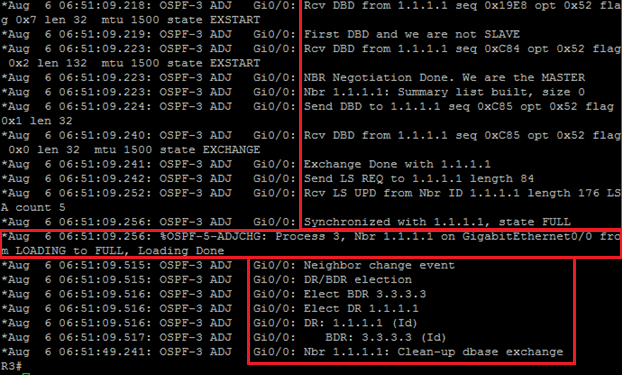 *Aug  6 06:51:09.218: OSPF-3 ADJ   Gi0/0: Rcv DBD from 1.1.1.1 seq 0x19E8 opt 0x52 fla
g 0x7 len 32  mtu 1500 state EXSTART
*Aug  6 06:51:09.219: OSPF-3 ADJ   Gi0/0: First DBD and we are not SLAVE
*Aug  6 06:51:09.223: OSPF-3 ADJ   Gi0/0: Rcv DBD from 1.1.1.1 seq 0xC84 opt 0x52 flag
 0x2 len 132  mtu 1500 state EXSTART
*Aug  6 06:51:09.223: OSPF-3 ADJ   Gi0/0: NBR Negotiation Done. We are the MASTER
*Aug  6 06:51:09.223: OSPF-3 ADJ   Gi0/0: Nbr 1.1.1.1: Summary list built, size 0
*Aug  6 06:51:09.224: OSPF-3 ADJ   Gi0/0: Send DBD to 1.1.1.1 seq 0xC85 opt 0x52 flag
0x1 len 32
*Aug  6 06:51:09.240: OSPF-3 ADJ   Gi0/0: Rcv DBD from 1.1.1.1 seq 0xC85 opt 0x52 flag
 0x0 len 32  mtu 1500 state EXCHANGE
*Aug  6 06:51:09.241: OSPF-3 ADJ   Gi0/0: Exchange Done with 1.1.1.1
*Aug  6 06:51:09.242: OSPF-3 ADJ   Gi0/0: Send LS REQ to 1.1.1.1 length 84
*Aug  6 06:51:09.252: OSPF-3 ADJ   Gi0/0: Rcv LS UPD from Nbr ID 1.1.1.1 length 176 LS
A count 5
*Aug  6 06:51:09.256: OSPF-3 ADJ   Gi0/0: Synchronized with 1.1.1.1, state FULL
*Aug  6 06:51:09.256: %OSPF-5-ADJCHG: Process 3, Nbr 1.1.1.1 on GigabitEthernet0/0 fro
m LOADING to FULL, Loading Done
*Aug  6 06:51:09.515: OSPF-3 ADJ   Gi0/0: Neighbor change event
*Aug  6 06:51:09.515: OSPF-3 ADJ   Gi0/0: DR/BDR election
*Aug  6 06:51:09.516: OSPF-3 ADJ   Gi0/0: Elect BDR 3.3.3.3
*Aug  6 06:51:09.516: OSPF-3 ADJ   Gi0/0: Elect DR 1.1.1.1
*Aug  6 06:51:09.516: OSPF-3 ADJ   Gi0/0: DR: 1.1.1.1 (Id)
*Aug  6 06:51:09.517: OSPF-3 ADJ   Gi0/0:    BDR: 3.3.3.3 (Id)
*Aug  6 06:51:49.241: OSPF-3 ADJ   Gi0/0: Nbr 1.1.1.1: Clean-up dbase exchange
R3#